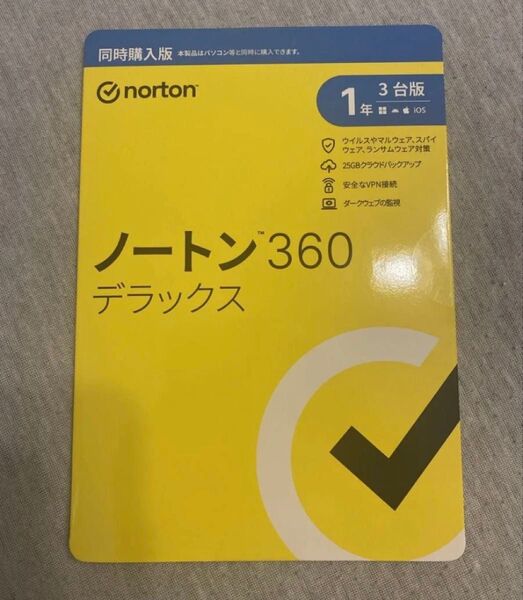 同時購入版 本製品はパソコン等と同時に購入できます。
norton
1年
3台版
iOS
ウイルスやマルウェア、スパイ
ウェア、ランサムウェア対策
25GBクラウドバックアップ
安全なVPN接続
ダークウェブの監視
ノートン™ 360
デラックス